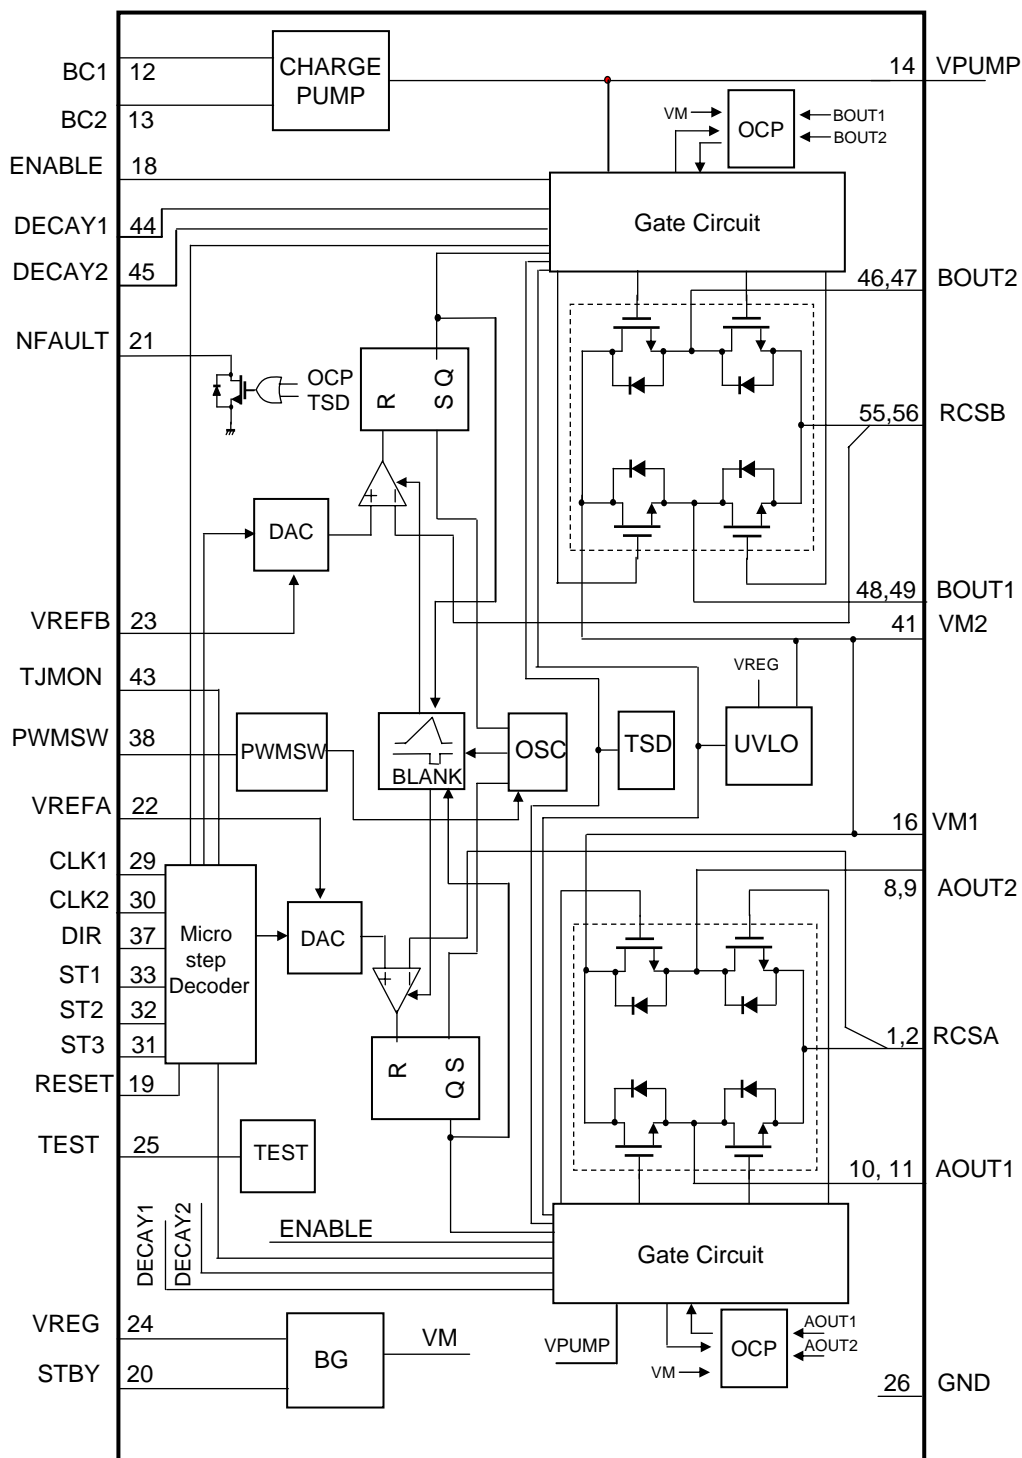 BC1 12
CHARGE
PUMP
14 VPUMP
BC2 13
VM
OCP
BOUT1
BOUT2
ENABLE 18
Gate Circuit
DECAY1 44
DECAY2 45
46,47 BOUT2
NFAULT 21
OCP
TSD
R
S Q
55,56 RCSB
+
−
DAC
48,49 BOUT1
VREFB 23
41 VM2
TJMON 43
VREG
PWMSW 38
PWMSW
BLANK
OSC
TSD
UVLO
VREFA 22
16 VM1
CLK1 29
8,9 AOUT2
CLK2 30
DIR 37
Micro
step
Decoder
DAC
ST1 33
+
−
ST2 32
1,2 RCSA
ST3 31
R
Q S
RESET 19
TEST 25
TEST
10, 11 AOUT1
DECAY1
DECAY2
ENABLE
Gate Circuit
VREG 24
BG
VM
VPUMP
VM
OCP
AOUT1
AOUT2
STBY 20
26 GND